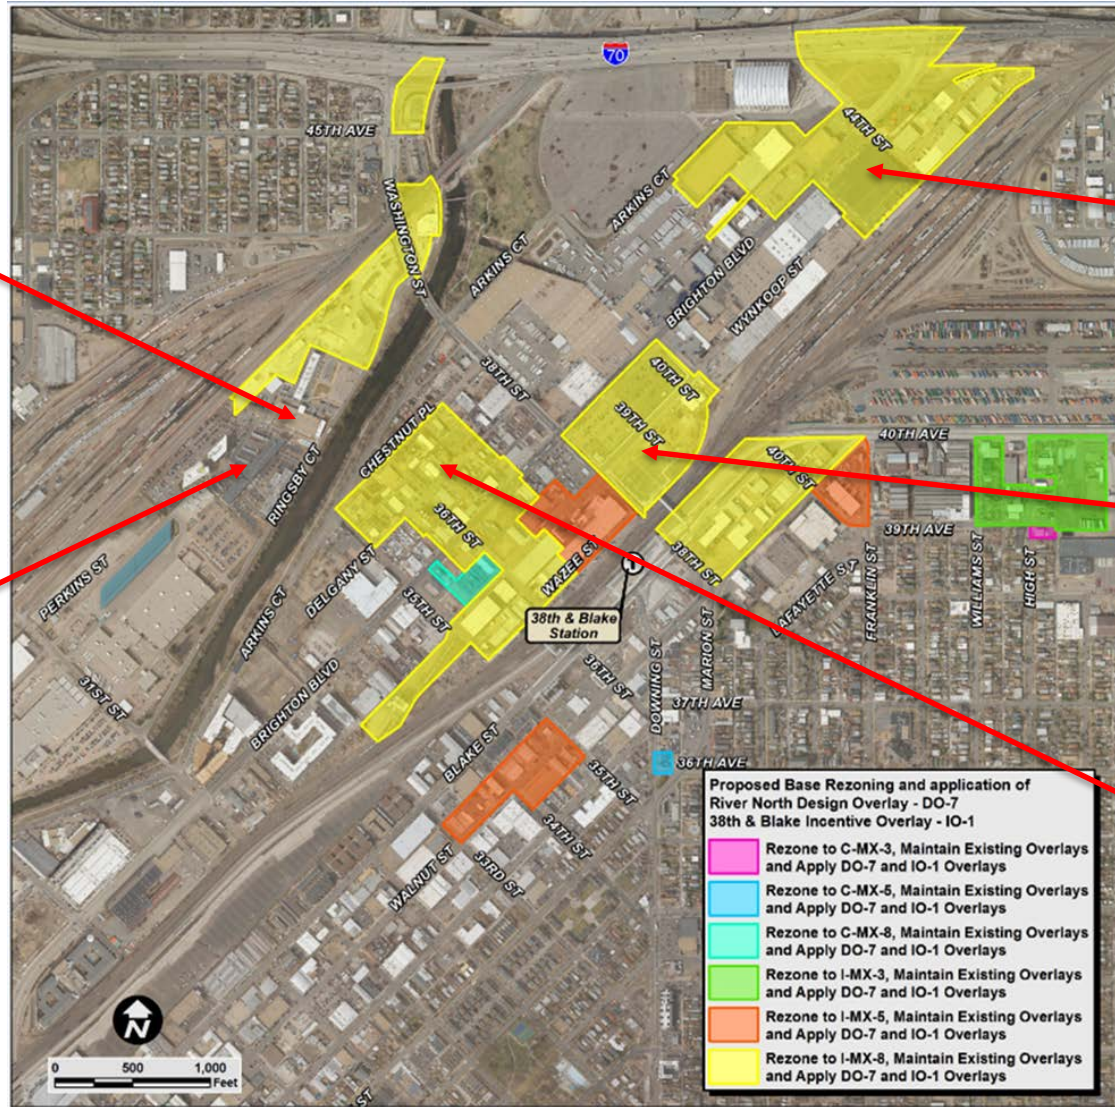 70
45TH AVE
44TH ST
WASHINGTON ST
ARKINS CT
ARKINS CT
BRIGHTON BLVD
WYNKOOP ST
38TH ST
40TH ST
39TH ST
CHESTNUT PL
40TH AVE
40TH ST
RINGSBY CT
36TH ST
39TH AVE
38TH ST
WAZEE ST
PERKINS ST
DELGANY ST
35TH ST
LAFAYETTE ST
FRANKLIN ST
WILLIAMS ST
HIGH ST
ARKINS CT
38th & Blake
Station
MARION ST
DOWNING ST
36TH ST
31ST ST
BRIGHTON BLVD
37TH AVE
BLAKE ST
36TH AVE
35TH ST
34TH ST
33RD ST
WALNUT ST
Proposed Base Rezoning and application of
River North Design Overlay - DO-7
38th & Blake Incentive Overlay - IO-1
Rezone to C-MX-3, Maintain Existing Overlays
and Apply DO-7 and IO-1 Overlays
Rezone to C-MX-5, Maintain Existing Overlays
and Apply DO-7 and IO-1 Overlays
Rezone to C-MX-8, Maintain Existing Overlays
and Apply DO-7 and IO-1 Overlays
Rezone to I-MX-3, Maintain Existing Overlays
and Apply DO-7 and IO-1 Overlays
Rezone to I-MX-5, Maintain Existing Overlays
and Apply DO-7 and IO-1 Overlays
Rezone to I-MX-8, Maintain Existing Overlays
and Apply DO-7 and IO-1 Overlays
N
0 500 1,000
Feet
ST